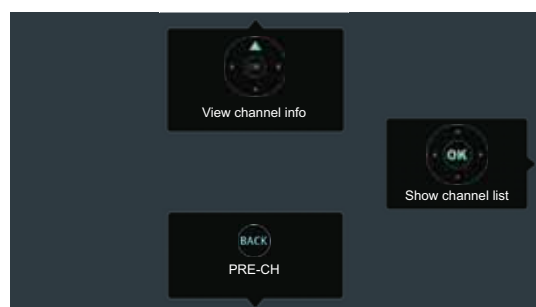 View channel info
OK
Show channel list
BACK
PRE-CH